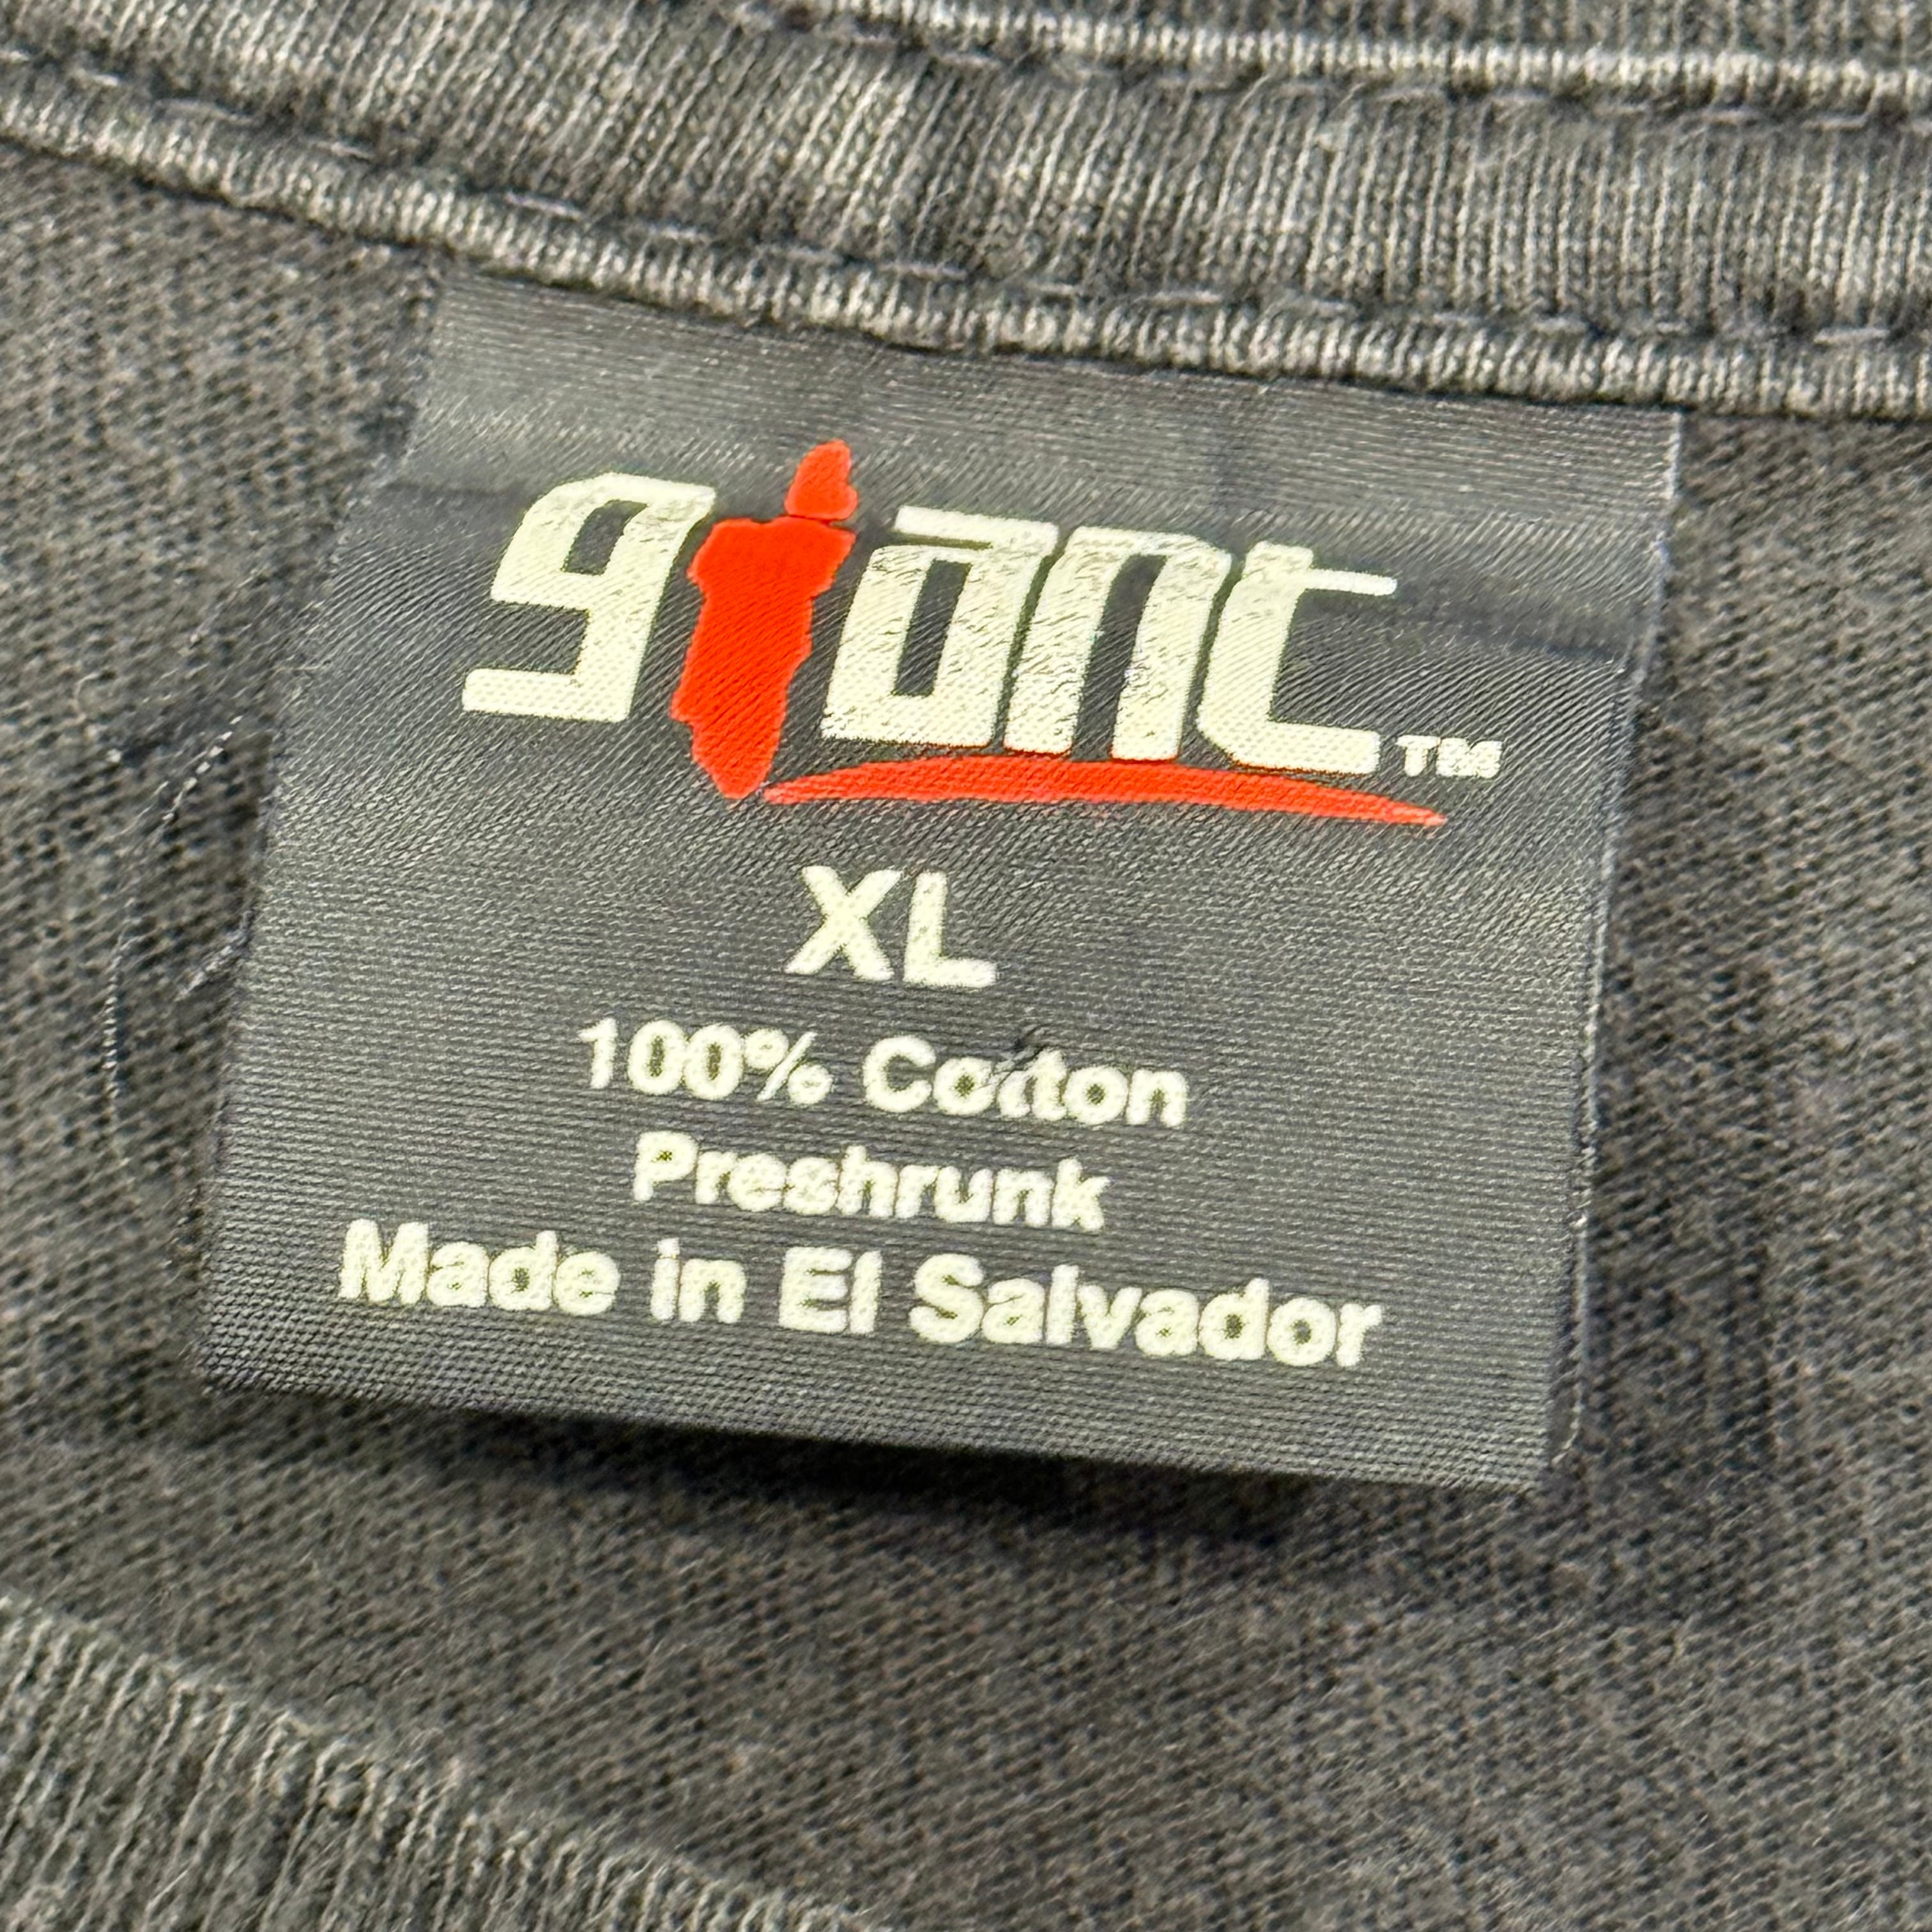 giant™
XL
100% Cotton
Preshrunk
Made in El Salvador